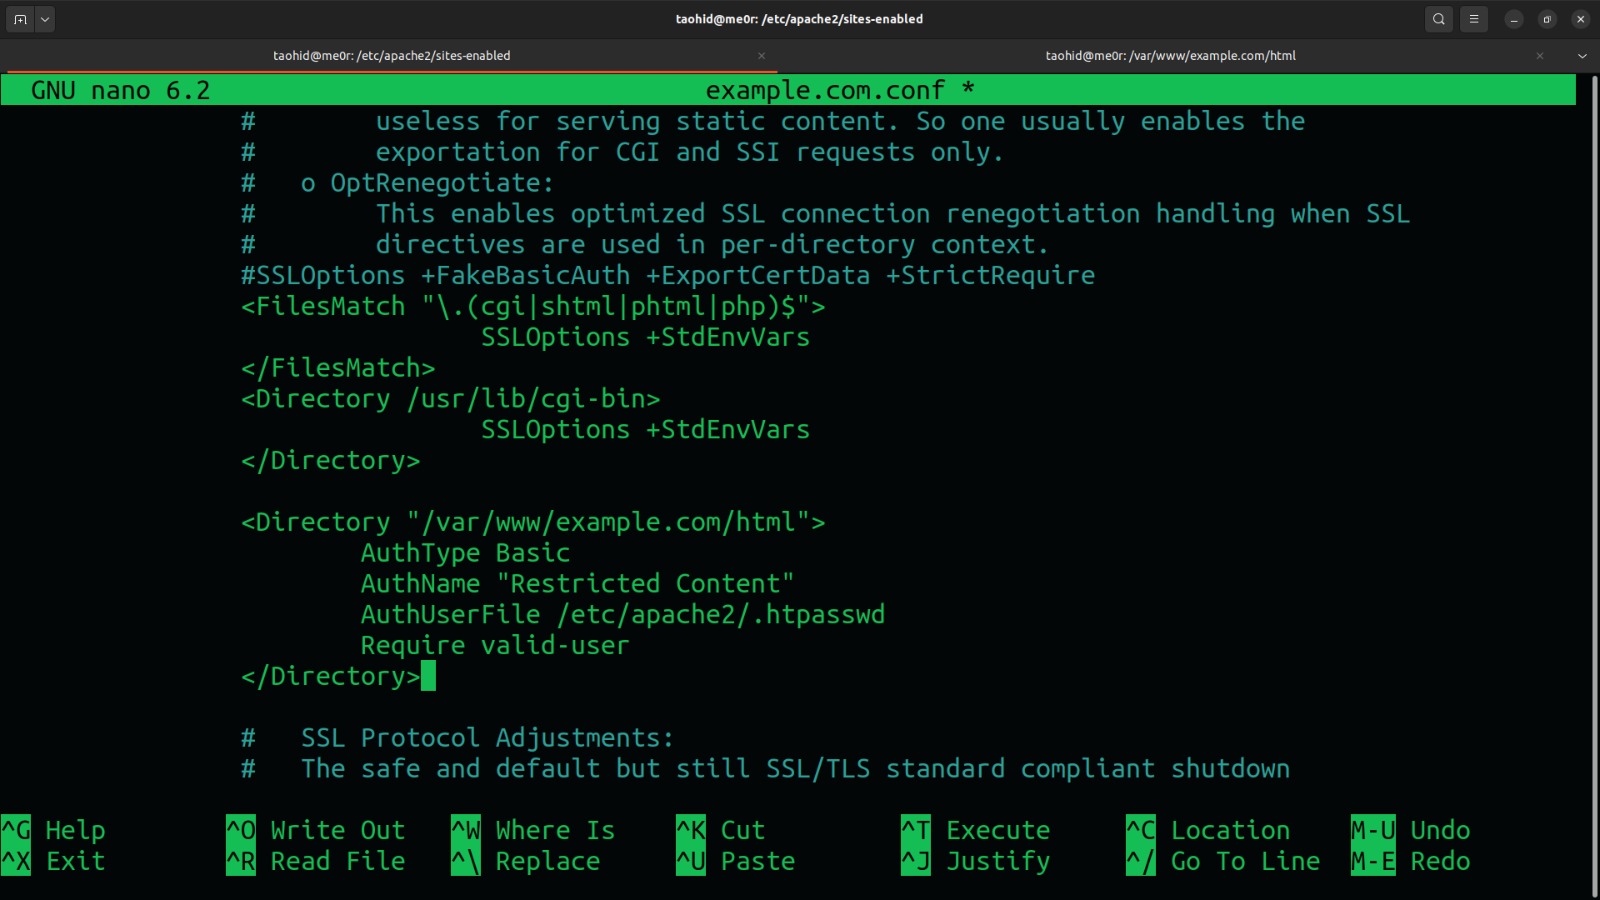 taohid@me0r: /etc/apache2/sites-enabled
taohid@me0r: /etc/apache2/sites-enabled × taohid@me0r: /var/www/example.com/html ×
GNU nano 6.2 example.com.conf *
# useless for serving static content. So one usually enables the
# exportation for CGI and SSI requests only.
# o OptRenegotiate:
# This enables optimized SSL connection renegotiation handling when SSL
# directives are used in per-directory context.
#SSLOptions +FakeBasicAuth +ExportCertData +StrictRequire
<FilesMatch "\.(cgi|shtml|phtml|php)$">
SSLOptions +StdEnvVars
</FilesMatch>
<Directory /usr/lib/cgi-bin>
SSLOptions +StdEnvVars
</Directory>
<Directory "/var/www/example.com/html">
AuthType Basic
AuthName "Restricted Content"
AuthUserFile /etc/apache2/.htpasswd
Require valid-user
</Directory>
# SSL Protocol Adjustments:
# The safe and default but still SSL/TLS standard compliant shutdown
^G Help ^O Write Out ^W Where Is ^K Cut ^T Execute ^C Location M-U Undo
^X Exit ^R Read File ^\ Replace ^U Paste ^J Justify ^/ Go To Line M-E Redo